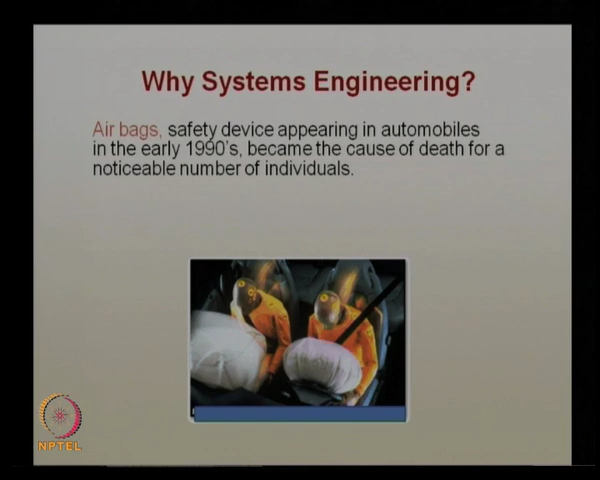 Why Systems Engineering?
Air bags, safety device appearing in automobiles
in the early 1990's, became the cause of death for a
noticeable number of individuals.
NPTEL